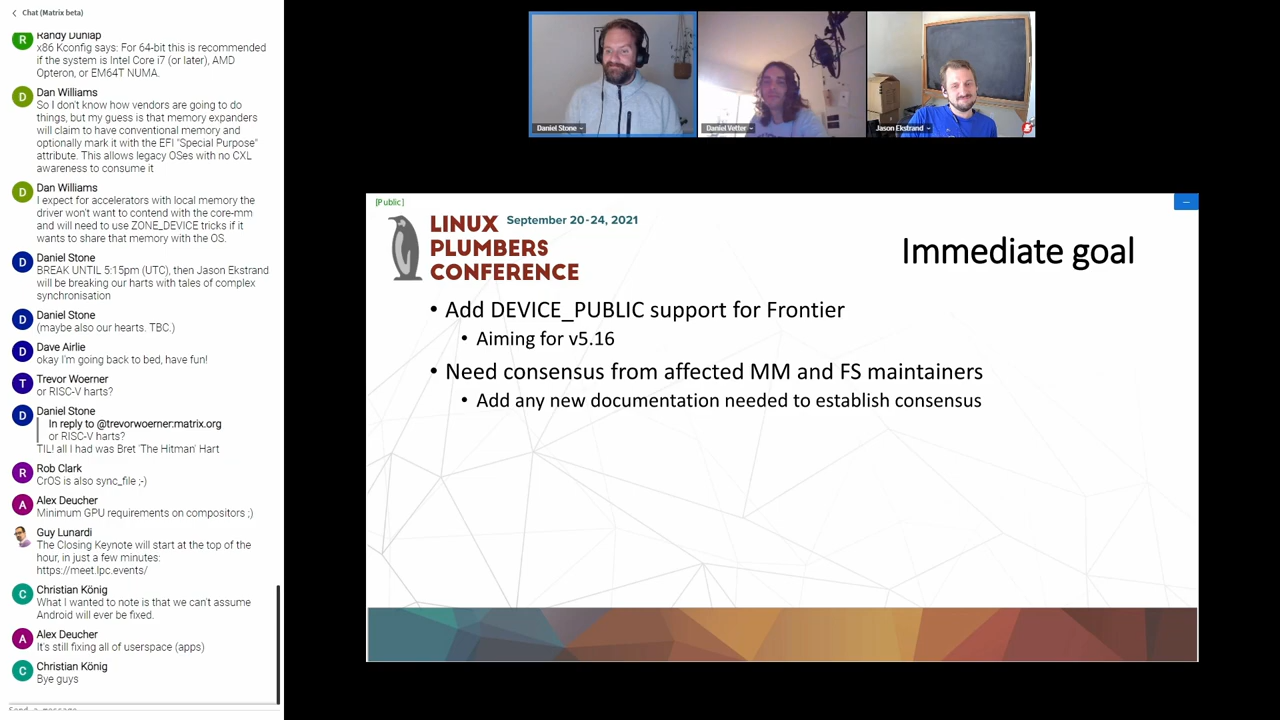 Chat (Matrix beta)
Randy Dunlap
x86 Kconfig says: For 64-bit this is recommended
if the system is Intel Core i7 (or later), AMD
Opteron, or EM64T NUMA.
Dan Williams
So I don't know how vendors are going to do
things, but my guess is that memory expanders
will claim to have conventional memory and
optionally mark it with the EFI "Special Purpose"
attribute. This allows legacy OSes with no CXL
awareness to consume it
Dan Williams
I expect for accelerators with local memory the
driver won't want to contend with the core-mm
and will need to use ZONE_DEVICE tricks if it
wants to share that memory with the OS.
Daniel Stone
BREAK UNTIL 5:15pm (UTC), then Jason Ekstrand
will be breaking our harts with tales of complex
synchronisation
Daniel Stone
(maybe also our hearts. TBC.)
Dave Airlie
okay I'm going back to bed, have fun!
Trevor Woerner
or RISC-V harts?
Daniel Stone
In reply to @trevorwoerner:matrix.org
or RISC-V harts?
TIL! all I had was Bret 'The Hitman' Hart
Rob Clark
CrOS is also sync_file ;-)
Alex Deucher
Minimum GPU requirements on compositors ;)
Guy Lunardi
The Closing Keynote will start at the top of the
hour, in just a few minutes:
https://meet.lpc.events/
Christian König
What I wanted to note is that we can't assume
Android will ever be fixed.
Alex Deucher
It's still fixing all of userspace (apps)
Christian König
Bye guys
Send a message
Daniel Stone
Daniel Vetter
Jason Ekstrand
[Public]
LINUX September 20-24, 2021
PLUMBERS
CONFERENCE
Immediate goal
• Add DEVICE_PUBLIC support for Frontier
• Aiming for v5.16
• Need consensus from affected MM and FS maintainers
• Add any new documentation needed to establish consensus